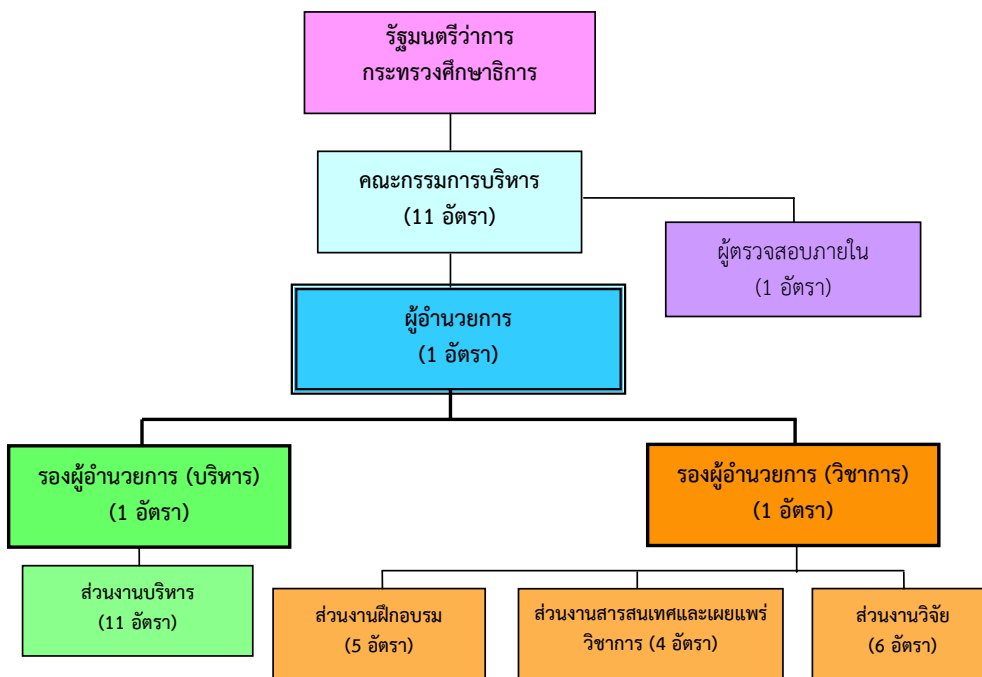 รัฐมนตรีว่าการ
กระทรวงศึกษาธิการ
คณะกรรมการบริหาร
(11 อัตรา)
ผู้ตรวจสอบภายใน
(1 อัตรา)
ผู้อำนวยการ
(1 อัตรา)
รองผู้อำนวยการ (บริหาร)
(1 อัตรา)
รองผู้อำนวยการ (วิชาการ)
(1 อัตรา)
ส่วนงานบริหาร
(11 อัตรา)
ส่วนงานฝึกอบรม
(5 อัตรา)
ส่วนงานสารสนเทศและเผยแพร่
วิชาการ (4 อัตรา)
ส่วนงานวิจัย
(6 อัตรา)